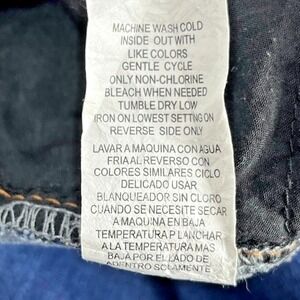 MACHINE WASH COLD
INSIDE OUT WITH
LIKE COLORS
GENTLE CYCLE
ONLY NON-CHLORINE
BLEACH WHEN NEEDED
TUMBLE DRY LOW
IRON ON LOWEST SETTING ON
REVERSE SIDE ONLY
LAVAR A MAQUINA CON AGUA
FRIA AL REVERSO CON
COLORES SIMILARES CICLO
DELICADO USAR
BLANQUEADOR SIN CLORO
CUANDO SE NECESITE SECAR
A MAQUINA EN BAJA
TEMPERATURA PLANCHAR
A LA TEMPERATURA MAS
BAJA POR EL LADO DE
ADENTRO SOLAMENTE